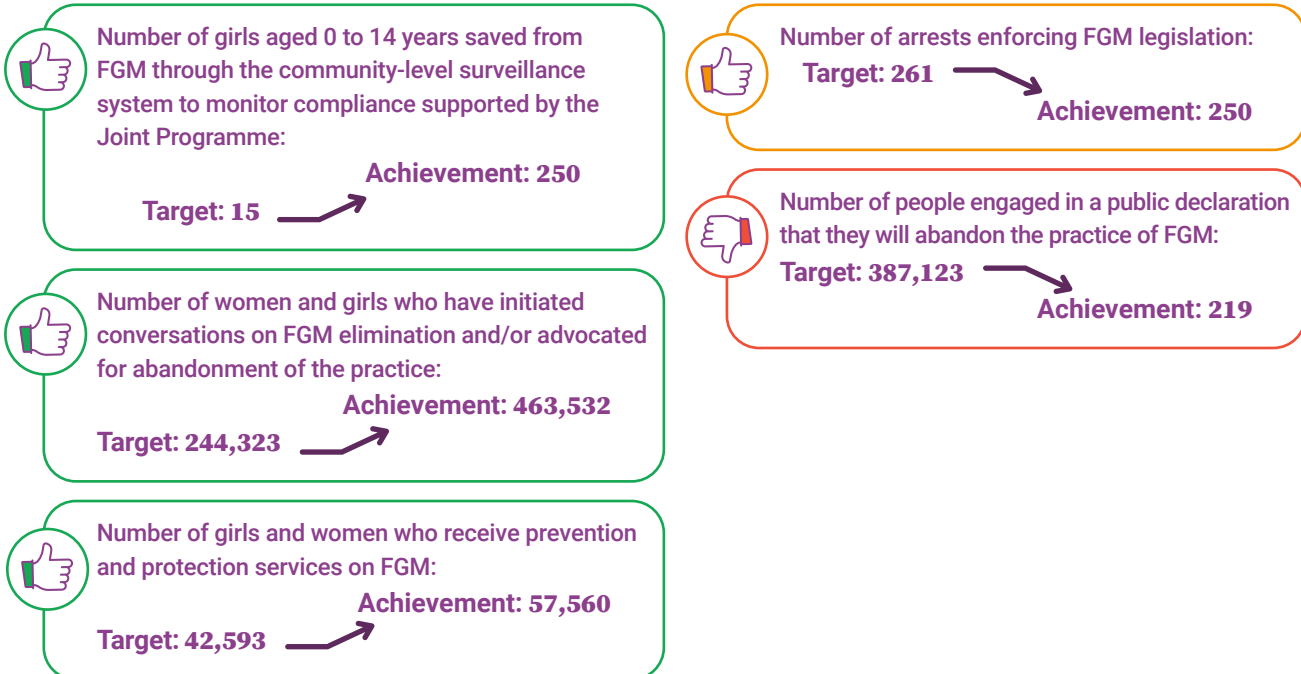 Number of girls aged 0 to 14 years saved from
FGM through the community-level surveillance
system to monitor compliance supported by the
Joint Programme:
Achievement: 250
Target: 15
Number of women and girls who have initiated
conversations on FGM elimination and/or advocated
for abandonment of the practice:
Achievement: 463,532
Target: 244,323
Number of girls and women who receive prevention
and protection services on FGM:
Achievement: 57,560
Target: 42,593
Number of arrests enforcing FGM legislation:
Target: 261
Achievement: 250
Number of people engaged in a public declaration
that they will abandon the practice of FGM:
Target: 387,123
Achievement: 219